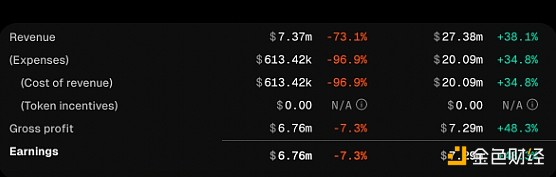 Revenue $7.37m -73.1% $27.38m +38.1%
(Expenses) $613.42k -96.9% $20.09m +34.8%
(Cost of revenue) $613.42k -96.9% $20.09m +34.8%
(Token incentives) $0.00 N/A $0.00 N/A
Gross profit $6.76m -7.3% $7.29m +48.3%
Earnings $6.76m -7.3%
金色财经